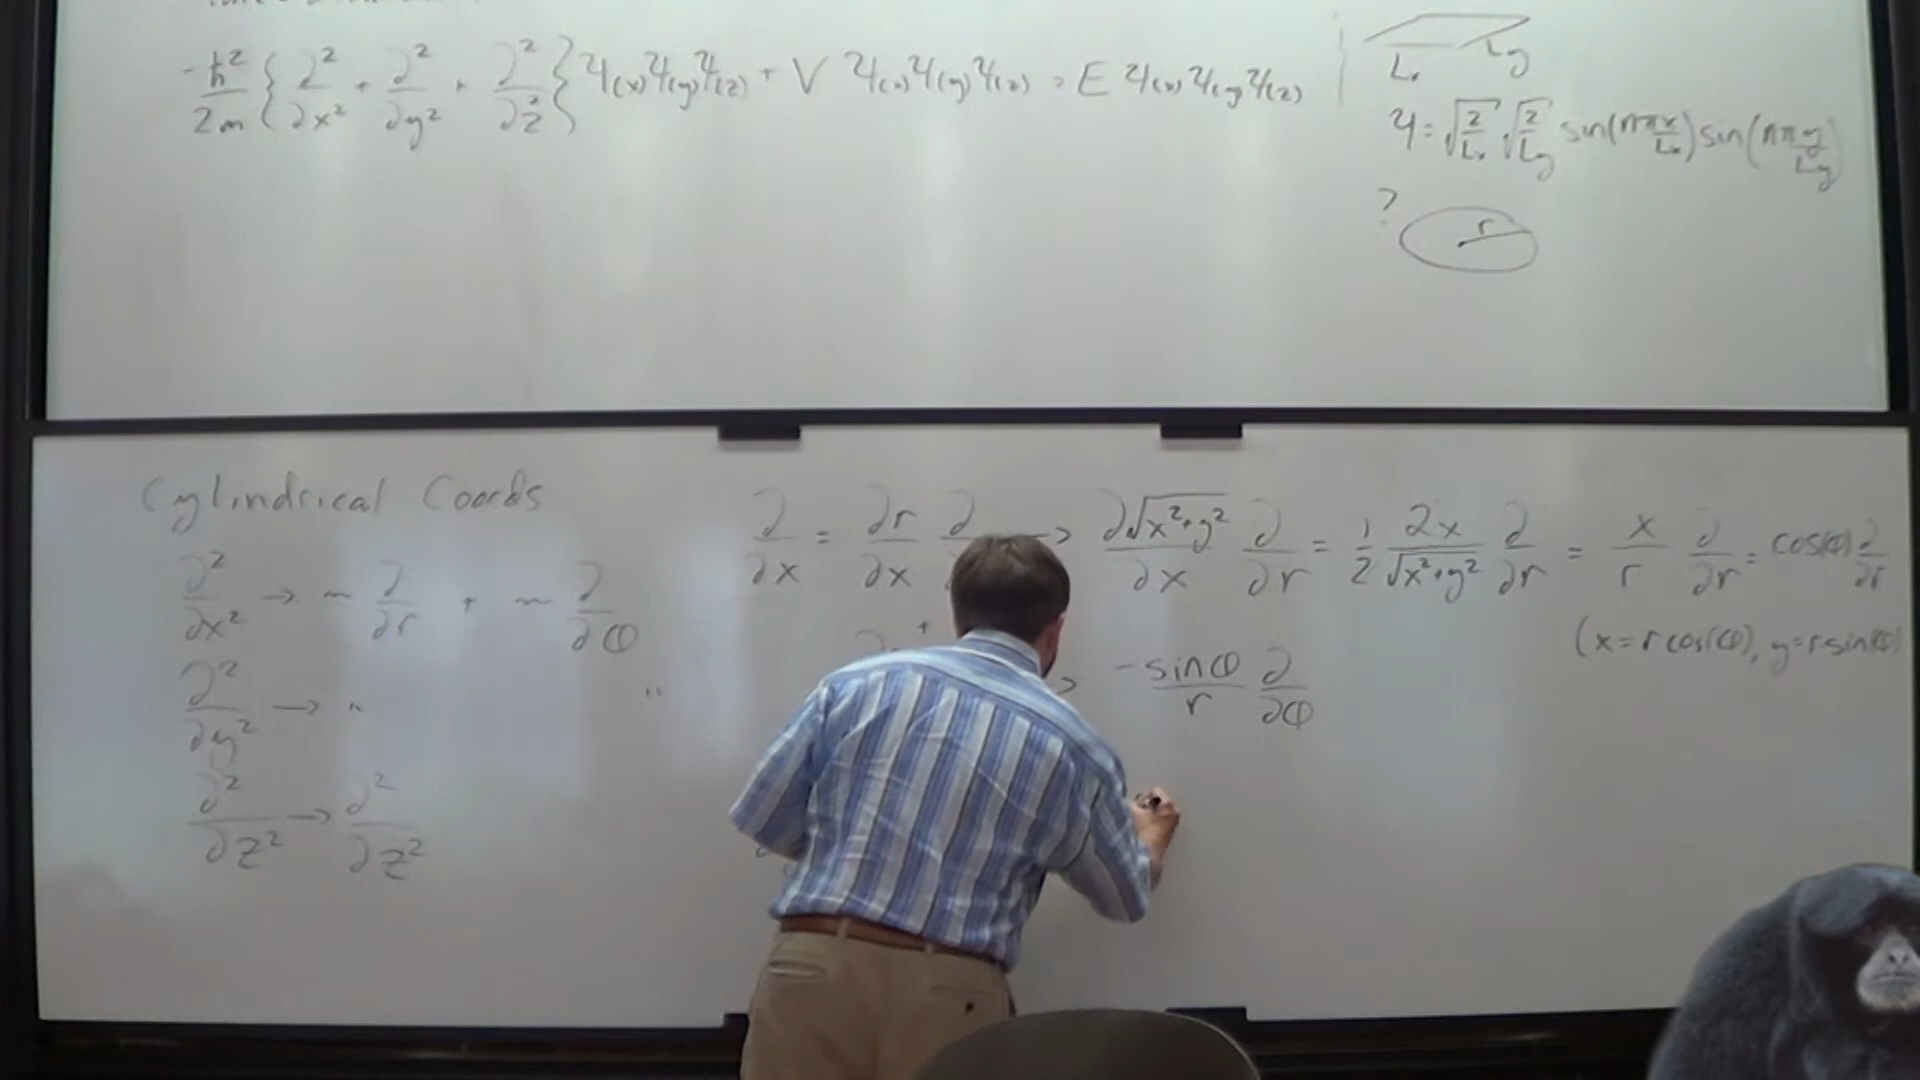 -ħ²/2m {∂²/∂x² + ∂²/∂y² + ∂²/∂z²} Ψ(x)Ψ(y)Ψ(z) + V Ψ(x)Ψ(y)Ψ(z) = E Ψ(x)Ψ(y)Ψ(z)
Lx Ly
Ψ = √(2/Lx) √(2/Ly) sin(nπx/Lx) sin(nπy/Ly)
?
r
Cylindrical Coords
∂²/∂x² → ~ ∂/∂r + ~ ∂/∂φ
∂²/∂y² → " "
∂²/∂z² → ∂²/∂z²
∂/∂x = ∂r/∂x ∂ → ∂√(x²+y²)/∂x ∂/∂r = 1/2 2x/√(x²+y²) ∂/∂r = x/r ∂/∂r = cos(φ) ∂/∂r
(x = r cos(φ), y = r sin(φ)
+
-sinφ/r ∂/∂φ